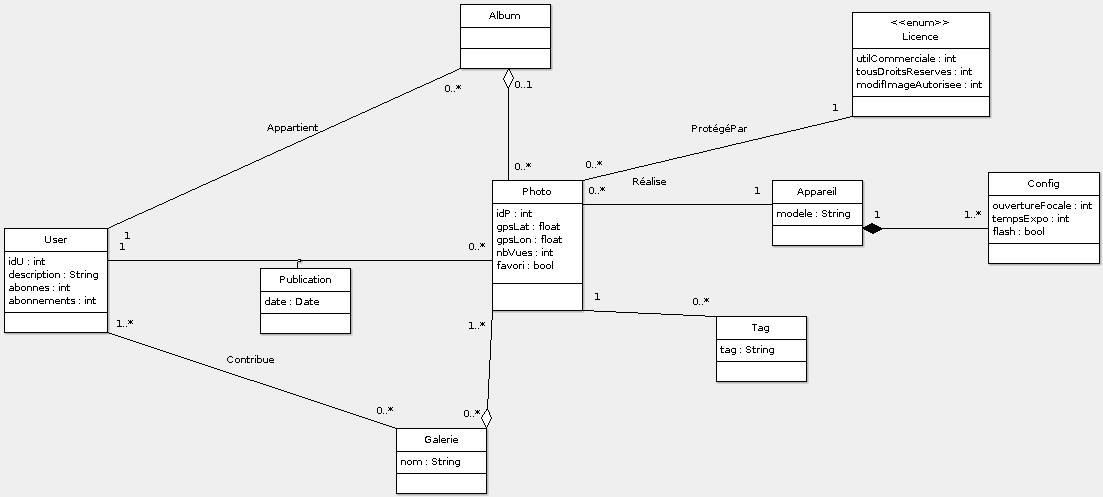 Album
<<enum>>
Licence
utilCommerciale : int
tousDroitsReserves : int
modifImageAutorisee : int
0..*
0..1
Appartient
ProtégéPar
1
0..*
0..*
Réalise
0..*
1
Photo
idP : int
gpsLat : float
gpsLon : float
nbVues : int
favori : bool
Appareil
modele : String
1
1..*
Config
ouvertureFocale : int
tempsExpo : int
flash : bool
User
idU : int
description : String
abonnes : int
abonnements : int
1
1
0..*
Publication
date : Date
1
0..*
Tag
tag : String
1..*
1..*
Contribue
0..*
0..*
Galerie
nom : String